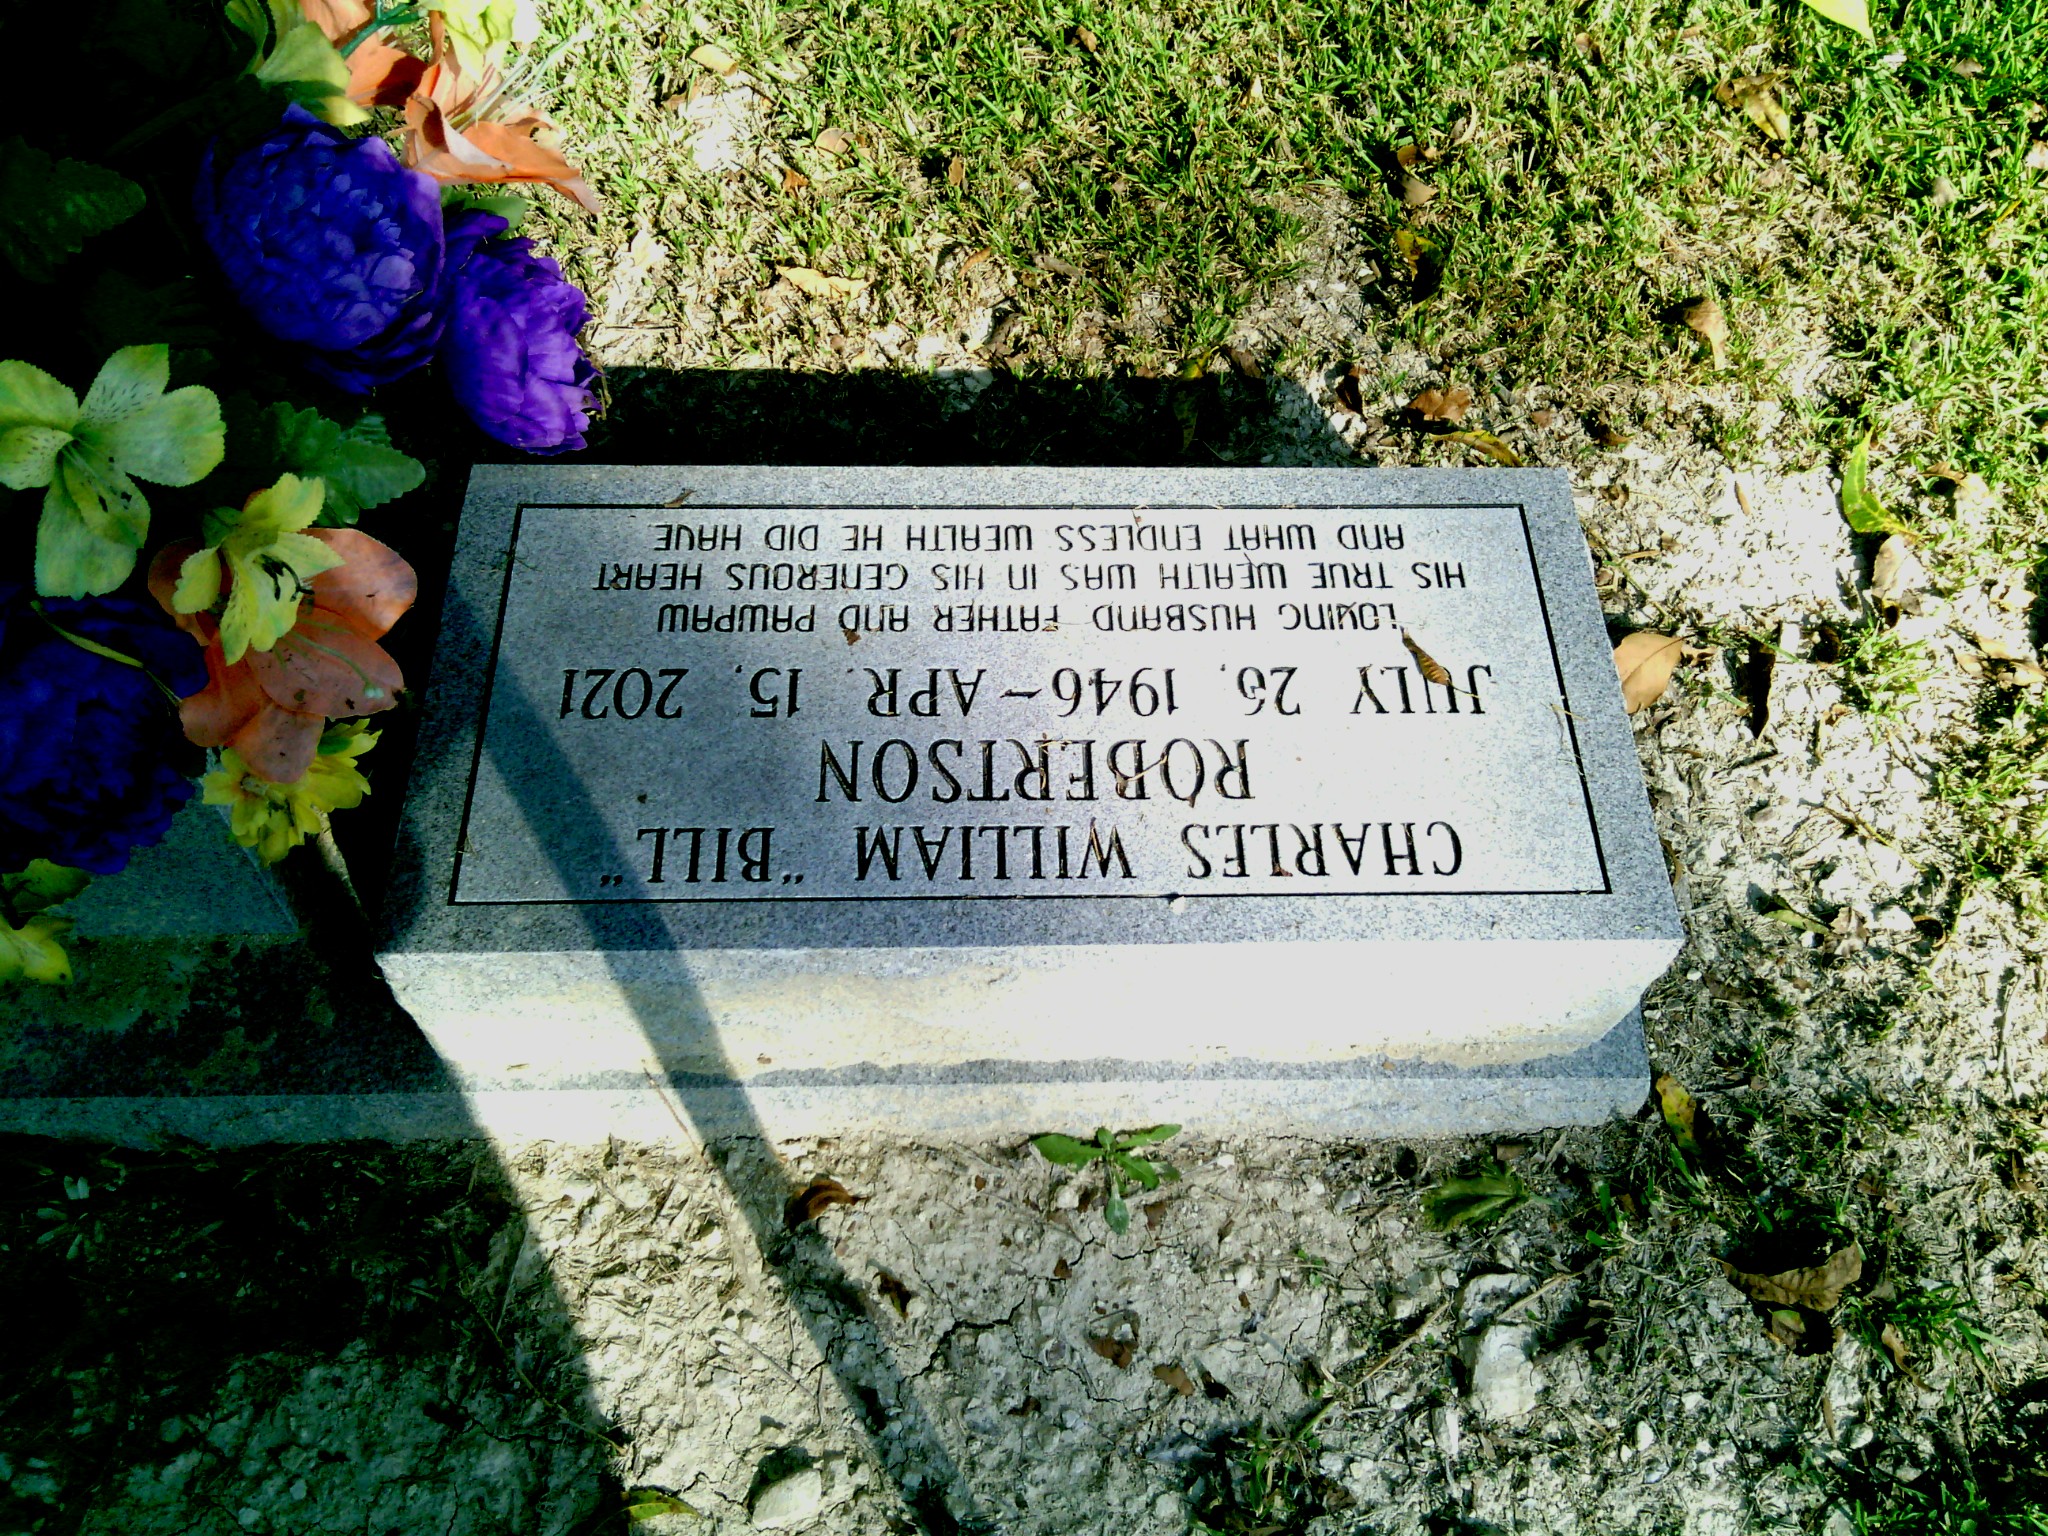 CHARLES WILLIAM "BILL"
ROBERTSON
JULY 26, 1946 - APR. 15, 2021
LOVING HUSBAND, FATHER AND PAWPAW
HIS TRUE WEALTH WAS IN HIS GENEROUS HEART
AND WHAT ENDLESS WEALTH HE DID HAVE